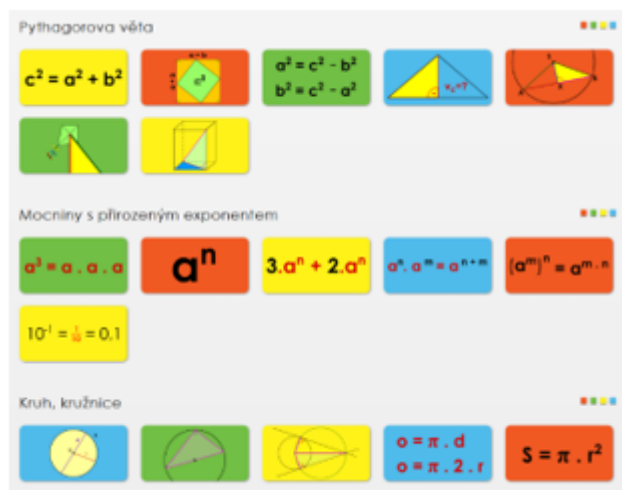 Pythagorova věta
c² = a² + b²
c²
a² = c² - b²
b² = c² - a²
Mocniny s přirozeným exponentem
a³ = a . a . a
aⁿ
3.aⁿ + 2.aⁿ
aⁿ. aᵐ = aⁿ⁺ᵐ
(aᵐ)ⁿ = aᵐ·ⁿ
10⁻¹ = 1/10 = 0,1
Kruh, kružnice
o = π . d
o = π . 2 . r
S = π . r²